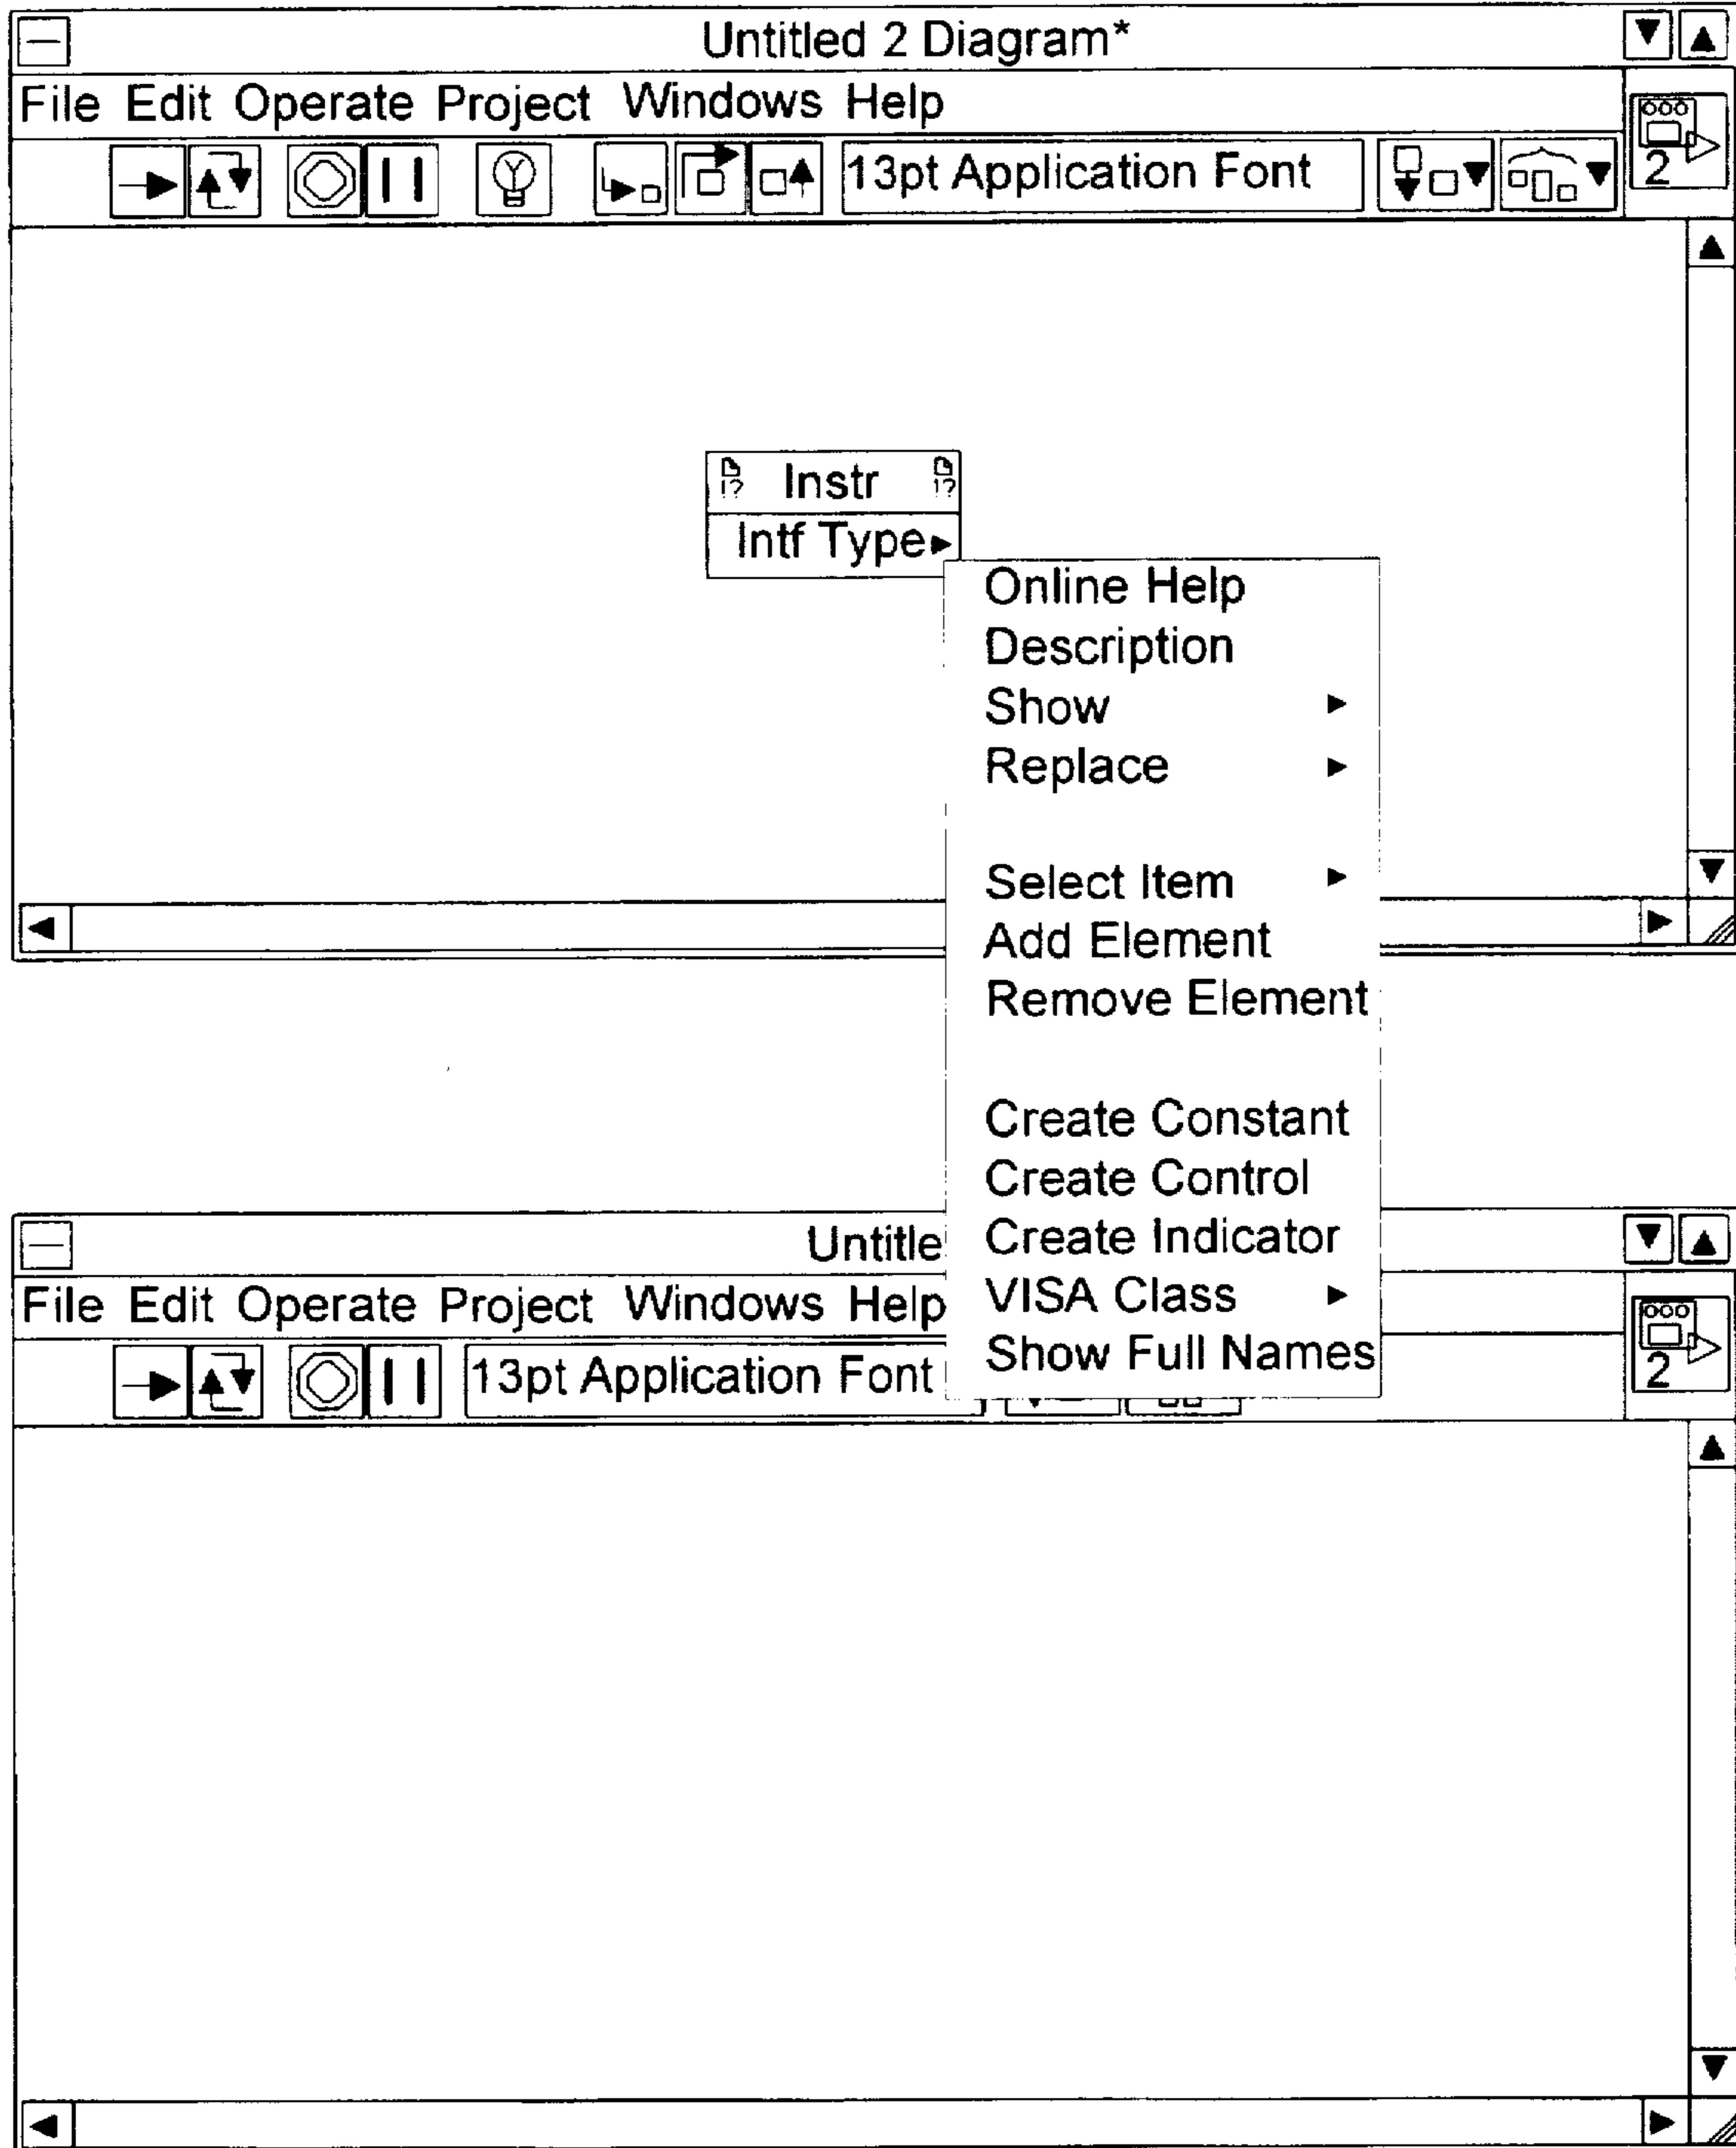 Untitled 2 Diagram*
File Edit Operate Project Windows Help
13pt Application Font
2
Instr
Intf Type
Online Help
Description
Show
Replace
Select Item
Add Element
Remove Element
Create Constant
Create Control
Create Indicator
VISA Class
Show Full Names
Untitle
File Edit Operate Project Windows Help
13pt Application Font
2